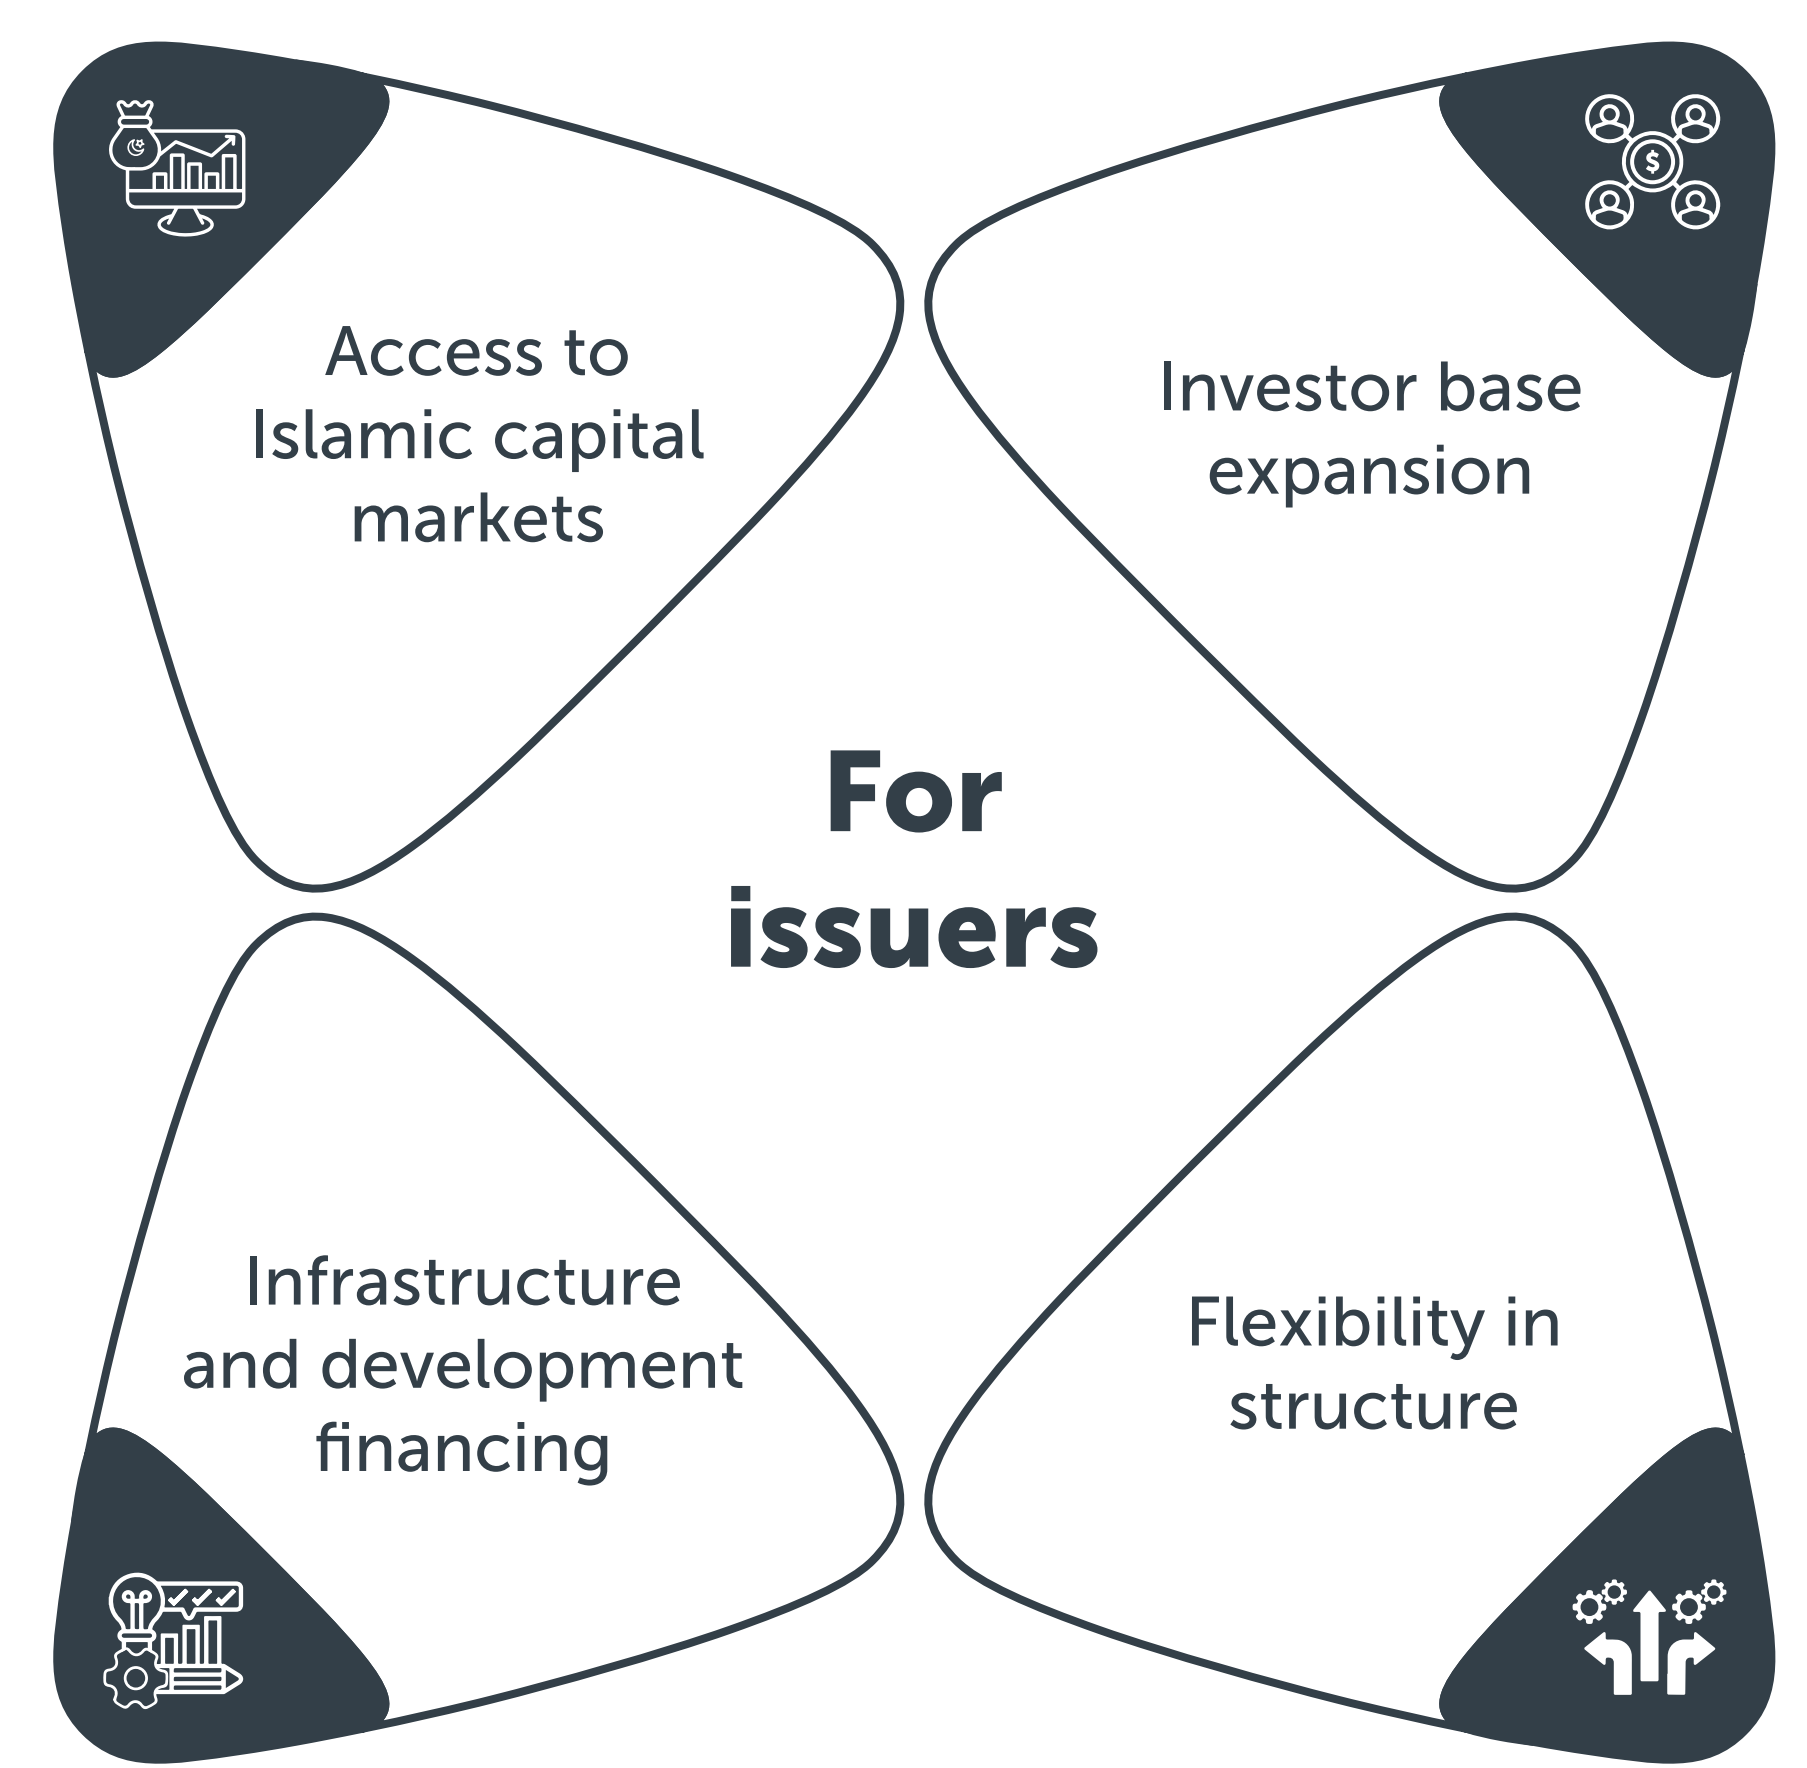 Access to
Islamic capital
markets
Investor base
expansion
$
For
issuers
Infrastructure
and development
financing
Flexibility in
structure